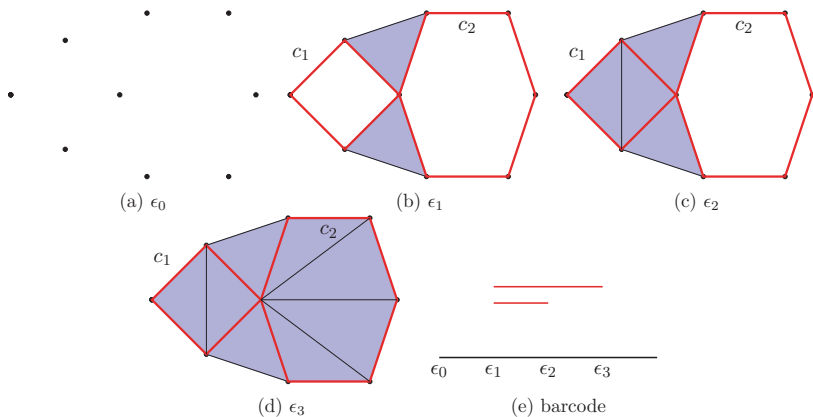 c₁
c₂
c₁
c₂
(a) ϵ₀
(b) ϵ₁
(c) ϵ₂
c₁
c₂
ϵ₀ ϵ₁ ϵ₂ ϵ₃
(d) ϵ₃
(e) barcode